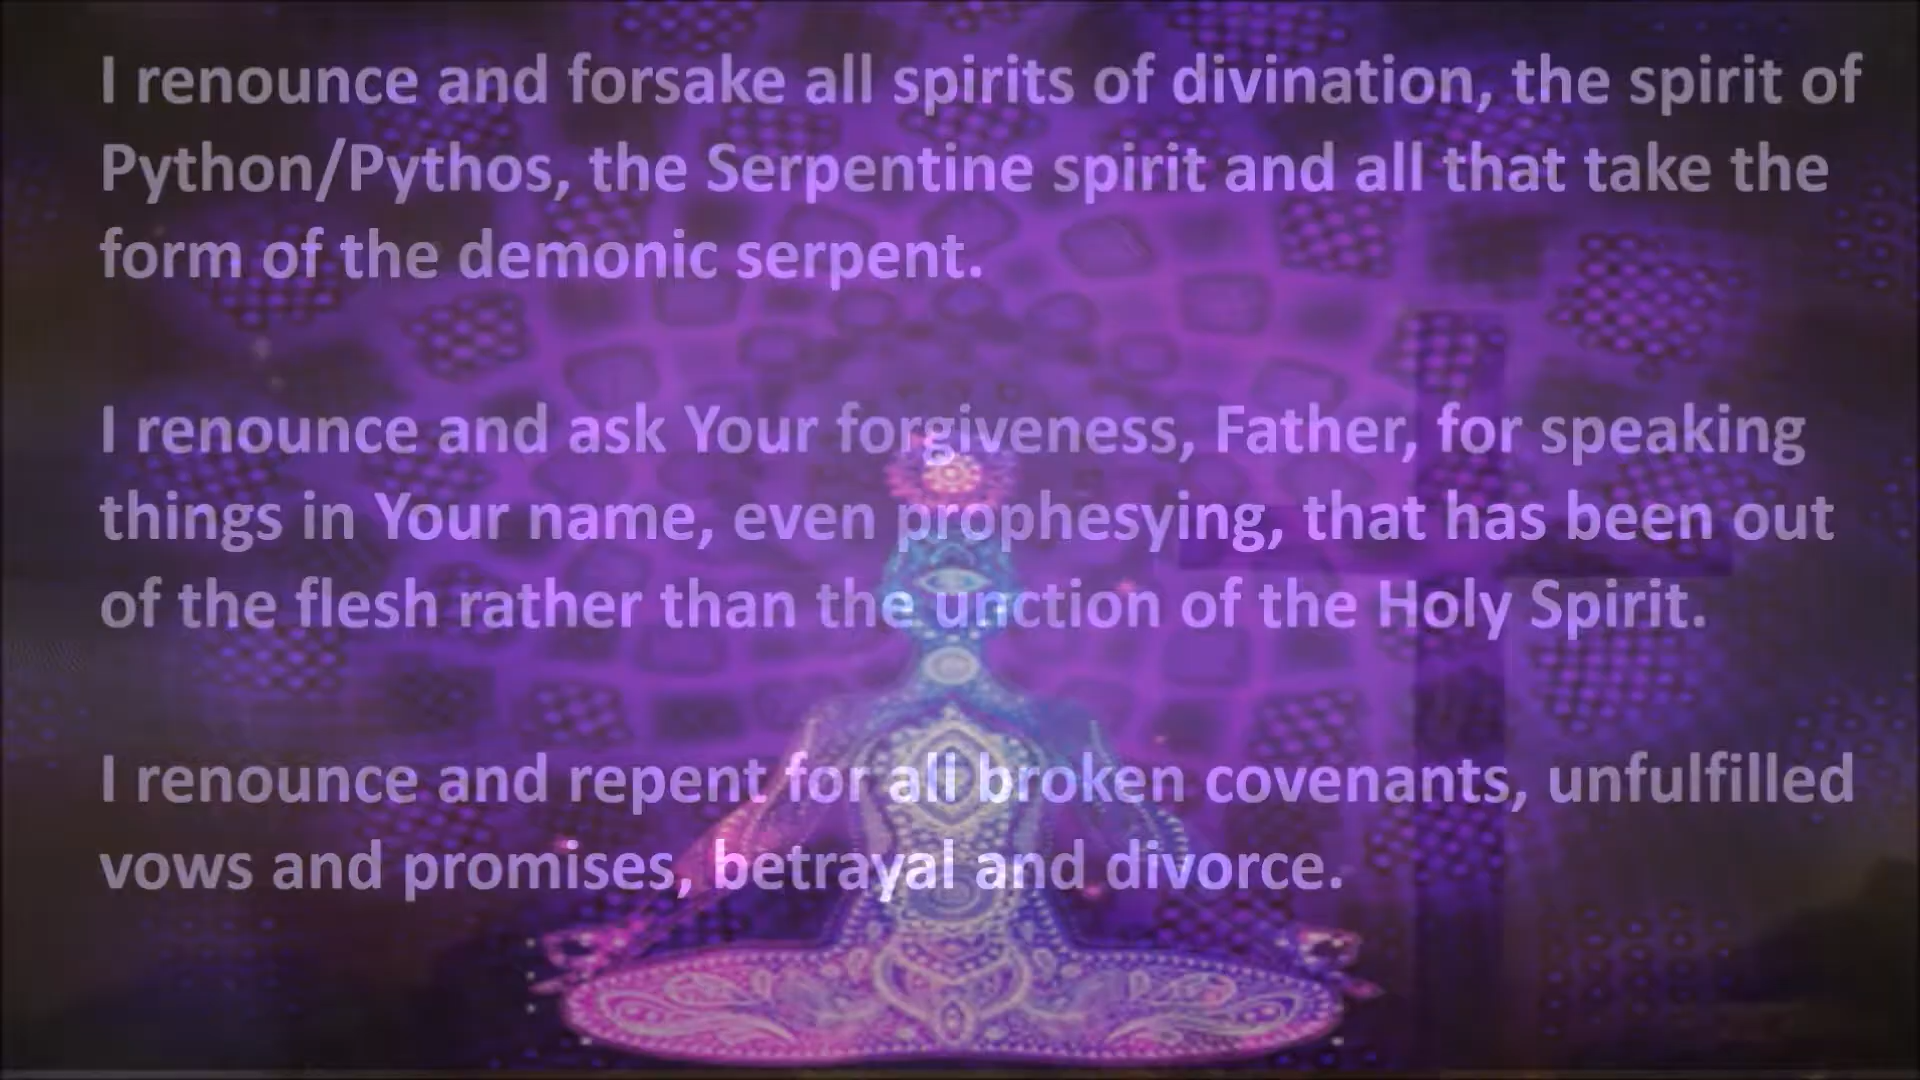 I renounce and forsake all spirits of divination, the spirit of
Python/Pythos, the Serpentine spirit and all that take the
form of the demonic serpent.
I renounce and ask Your forgiveness, Father, for speaking
things in Your name, even prophesying, that has been out
of the flesh rather than the unction of the Holy Spirit.
I renounce and repent for all broken covenants, unfulfilled
vows and promises, betrayal and divorce.